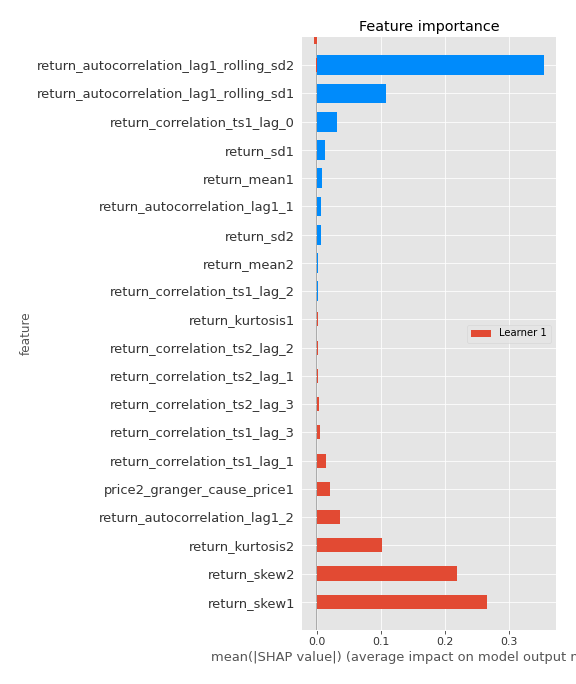 Feature importance
return_autocorrelation_lag1_rolling_sd2
return_autocorrelation_lag1_rolling_sd1
return_correlation_ts1_lag_0
return_sd1
return_mean1
return_autocorrelation_lag1_1
return_sd2
return_mean2
return_correlation_ts1_lag_2
return_kurtosis1
return_correlation_ts2_lag_2
return_correlation_ts2_lag_1
return_correlation_ts2_lag_3
return_correlation_ts1_lag_3
return_correlation_ts1_lag_1
price2_granger_cause_price1
return_autocorrelation_lag1_2
return_kurtosis2
return_skew2
return_skew1
feature
Learner 1
0.0 0.1 0.2 0.3
mean(|SHAP value|) (average impact on model output